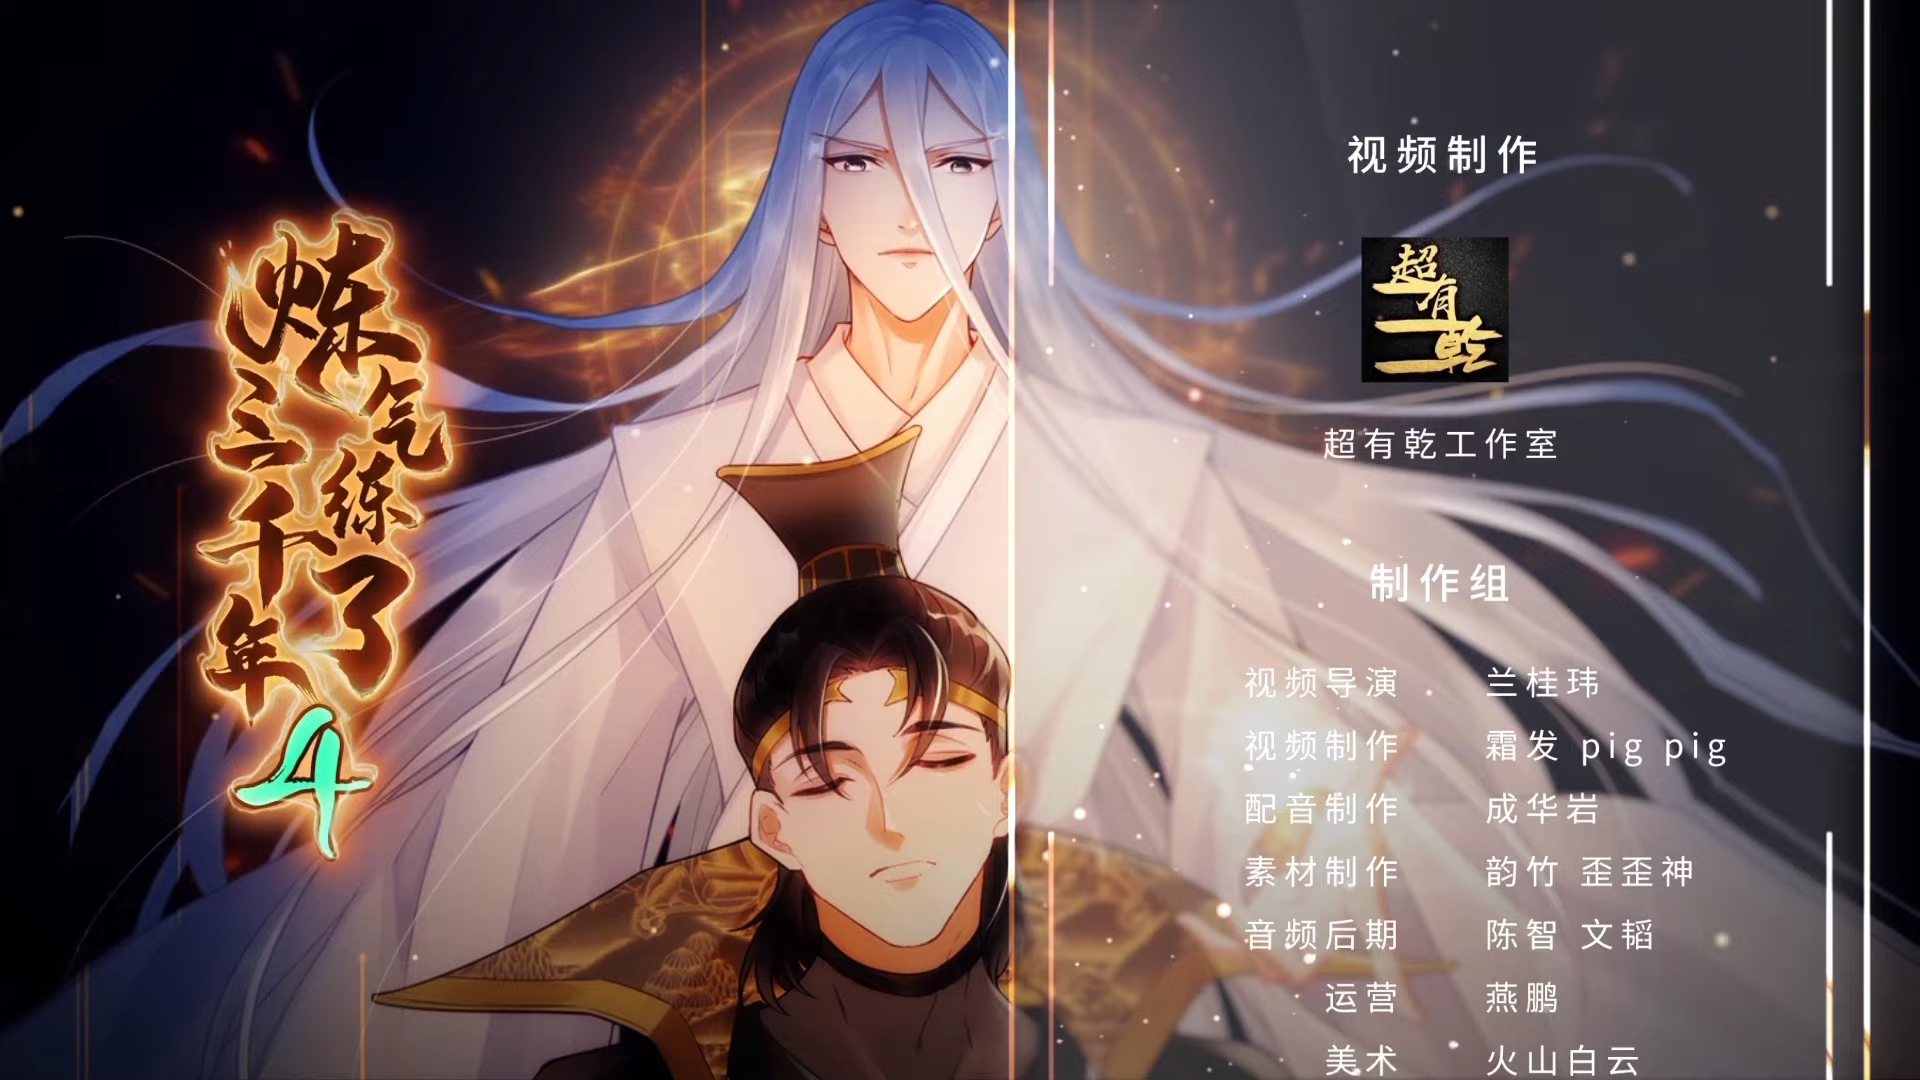 炼气练了
三千年
4
视频制作
超有乾
超有乾工作室
制作组
视频导演 兰桂玮
视频制作 霜发 pig pig
配音制作 成华岩
素材制作 韵竹 歪歪神
音频后期 陈智 文韬
运营 燕鹏
美术 火山白云